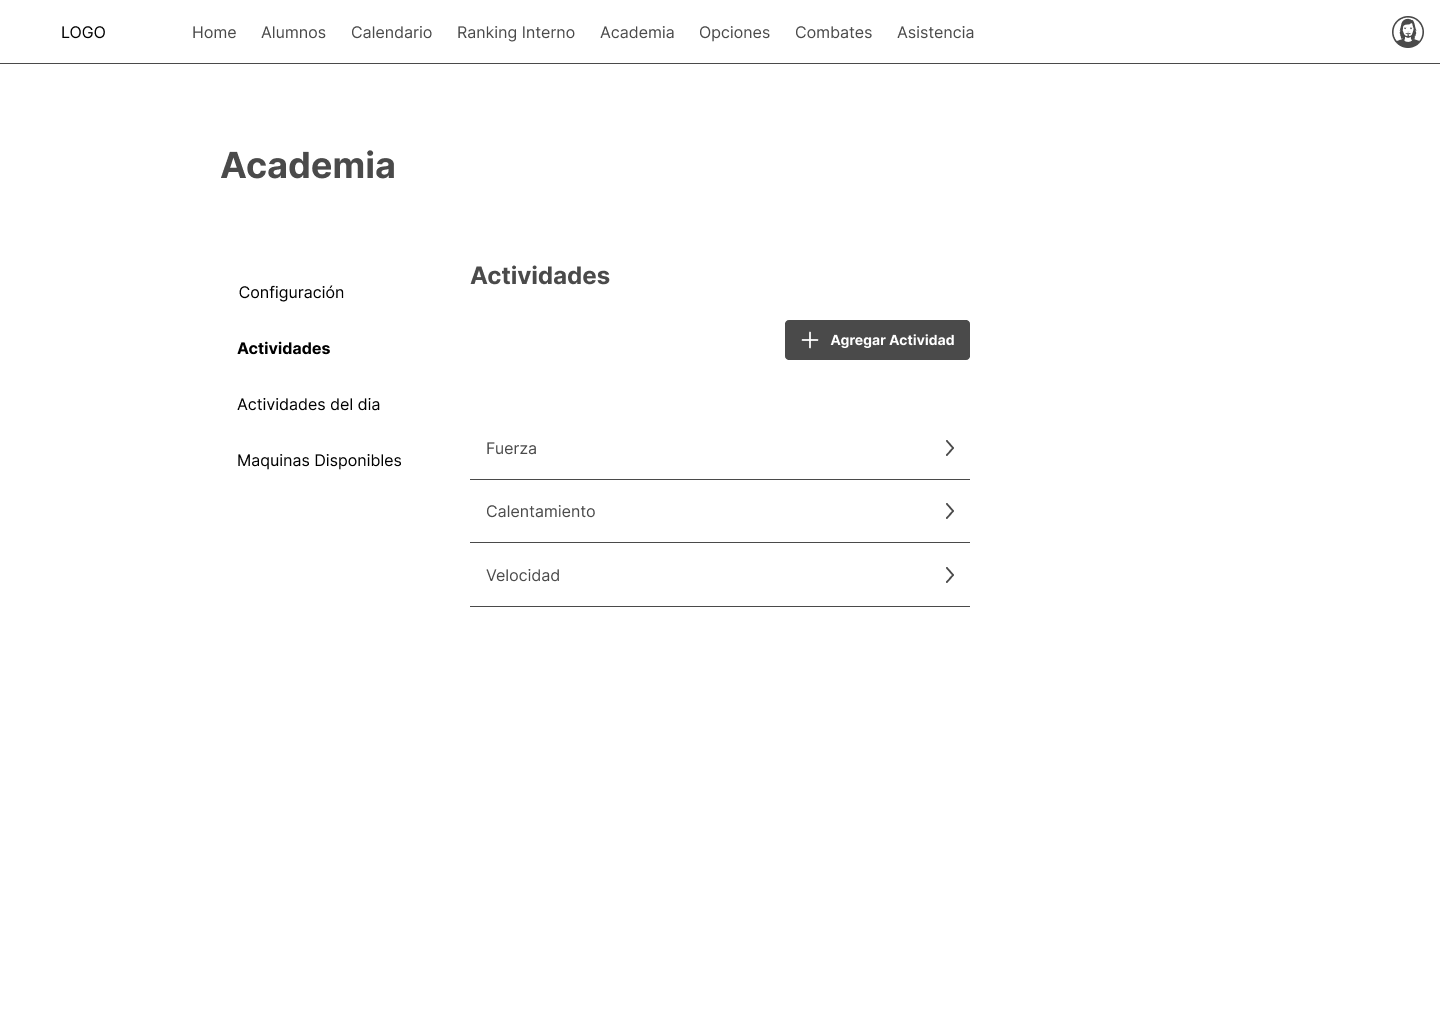 LOGO Home Alumnos Calendario Ranking Interno Academia Opciones Combates Asistencia
Academia
Configuración
Actividades
Actividades del dia
Maquinas Disponibles
Actividades
Agregar Actividad
Fuerza
Calentamiento
Velocidad